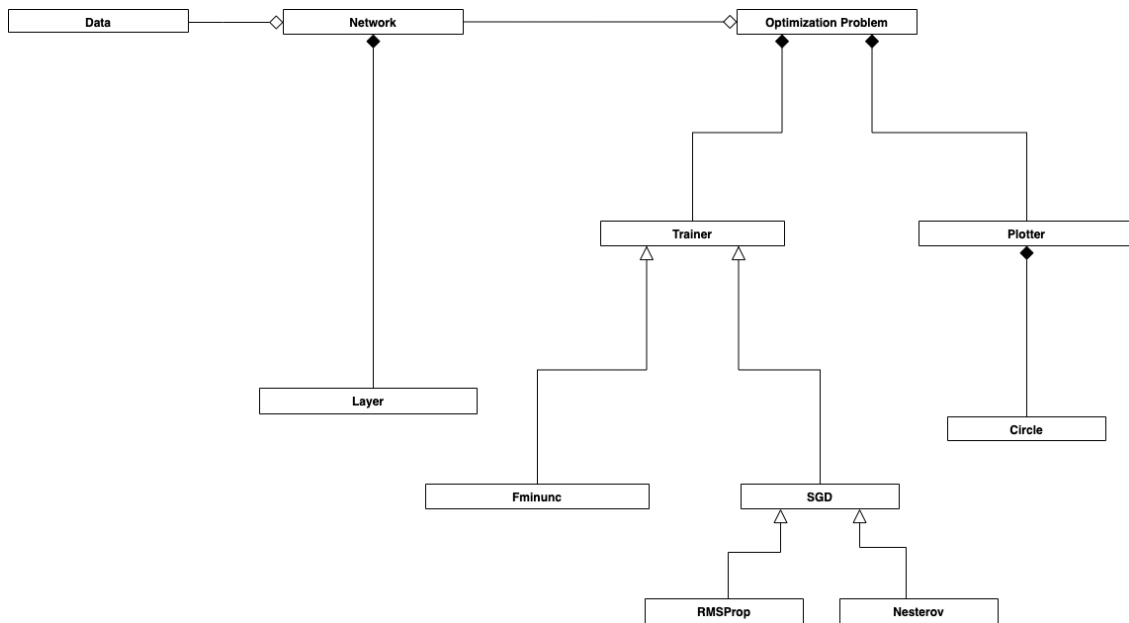 Data
Network
Optimization Problem
Trainer
Plotter
Layer
Circle
Fminunc
SGD
RMSProp
Nesterov